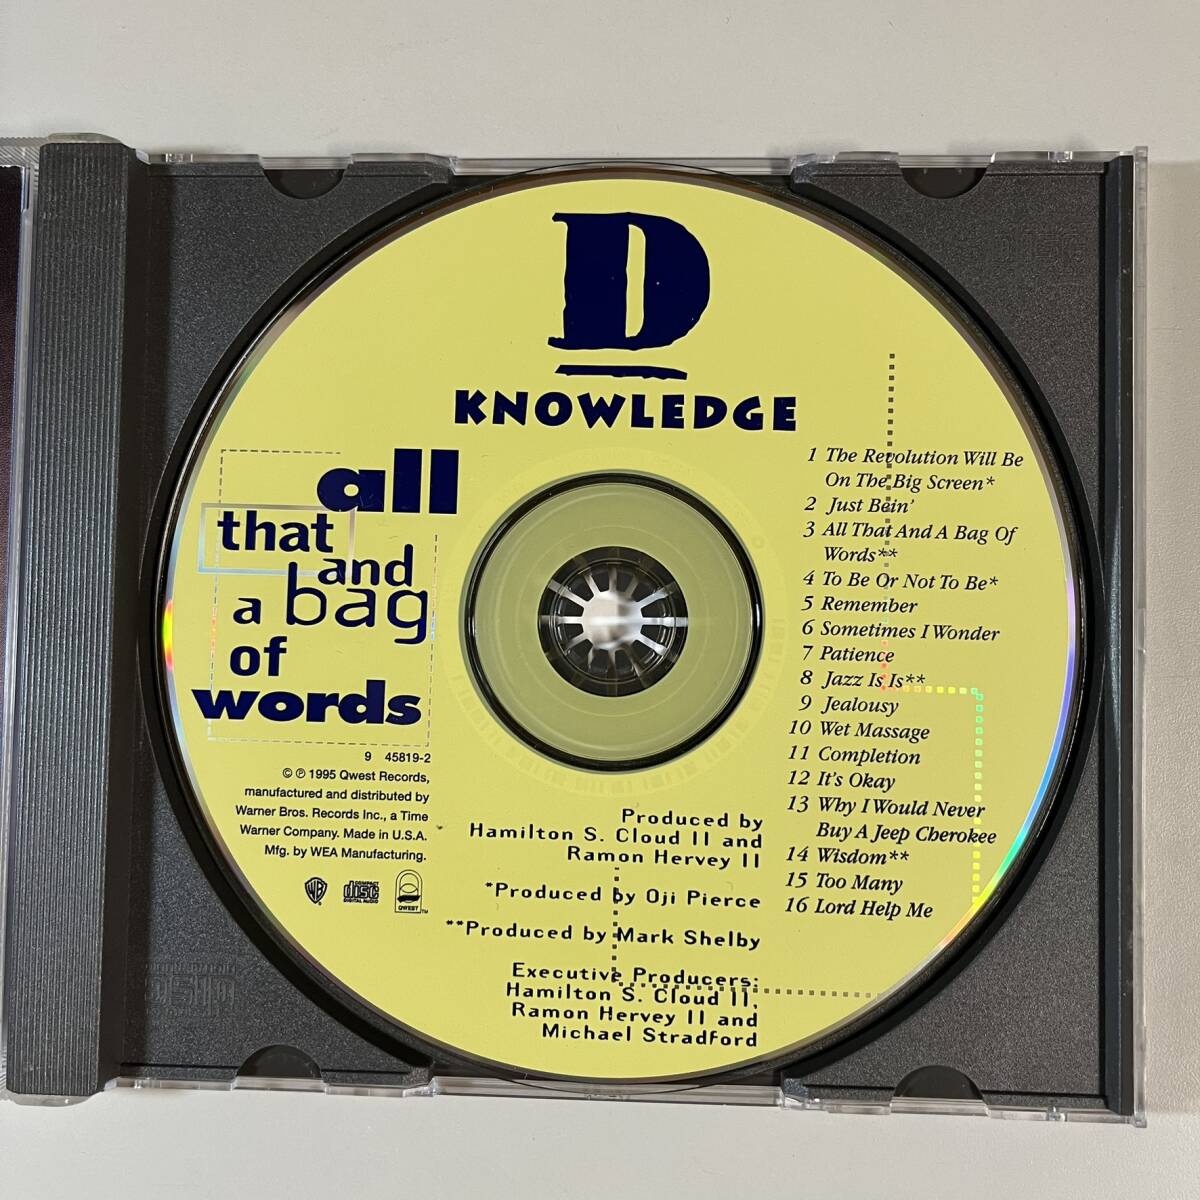 D
KNOWLEDGE
all
that
and
a bag
of
words
9 45819-2
© ℗ 1995 Qwest Records,
manufactured and distributed by
Warner Bros. Records Inc., a Time
Warner Company. Made in U.S.A.
Mfg. by WEA Manufacturing.
WB
COMPACT
disc
DIGITAL AUDIO
QWEST™
1 The Revolution Will Be
On The Big Screen*
2 Just Bein'
3 All That And A Bag Of
Words**
4 To Be Or Not To Be*
5 Remember
6 Sometimes I Wonder
7 Patience
8 Jazz Is Is**
9 Jealousy
10 Wet Massage
11 Completion
12 It's Okay
13 Why I Would Never
Buy A Jeep Cherokee
14 Wisdom**
15 Too Many
16 Lord Help Me
Produced by
Hamilton S. Cloud II and
Ramon Hervey II
*Produced by Oji Pierce
**Produced by Mark Shelby
Executive Producers:
Hamilton S. Cloud II,
Ramon Hervey II and
Michael Stradford